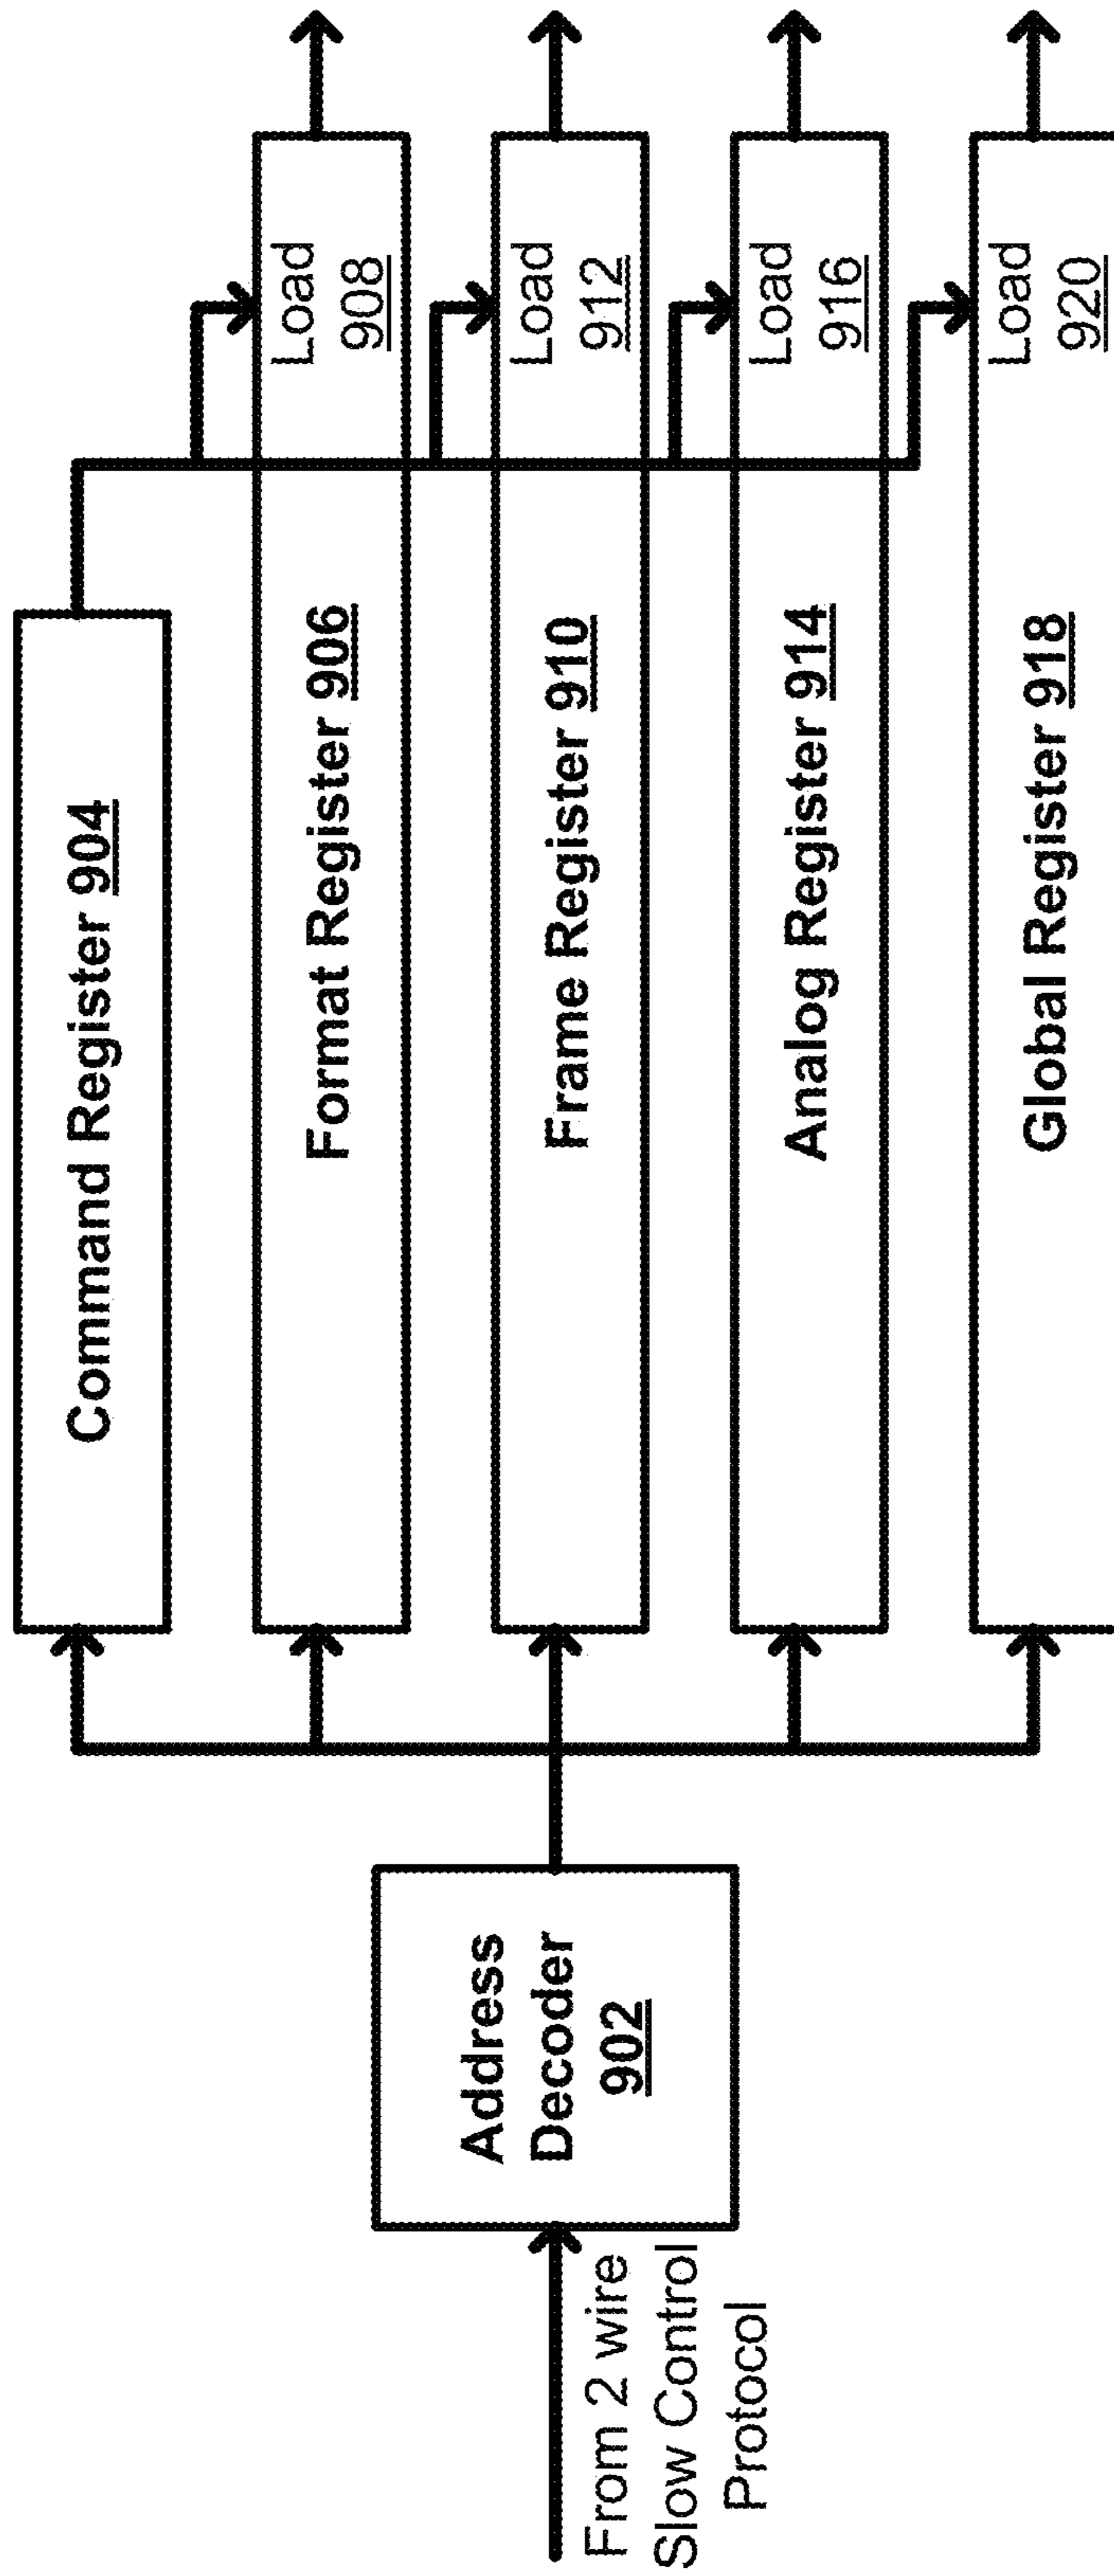 From 2 wire
Slow Control
Protocol
Address
Decoder
902
Command Register 904
Format Register 906
Load
908
Frame Register 910
Load
912
Analog Register 914
Load
916
Global Register 918
Load
920